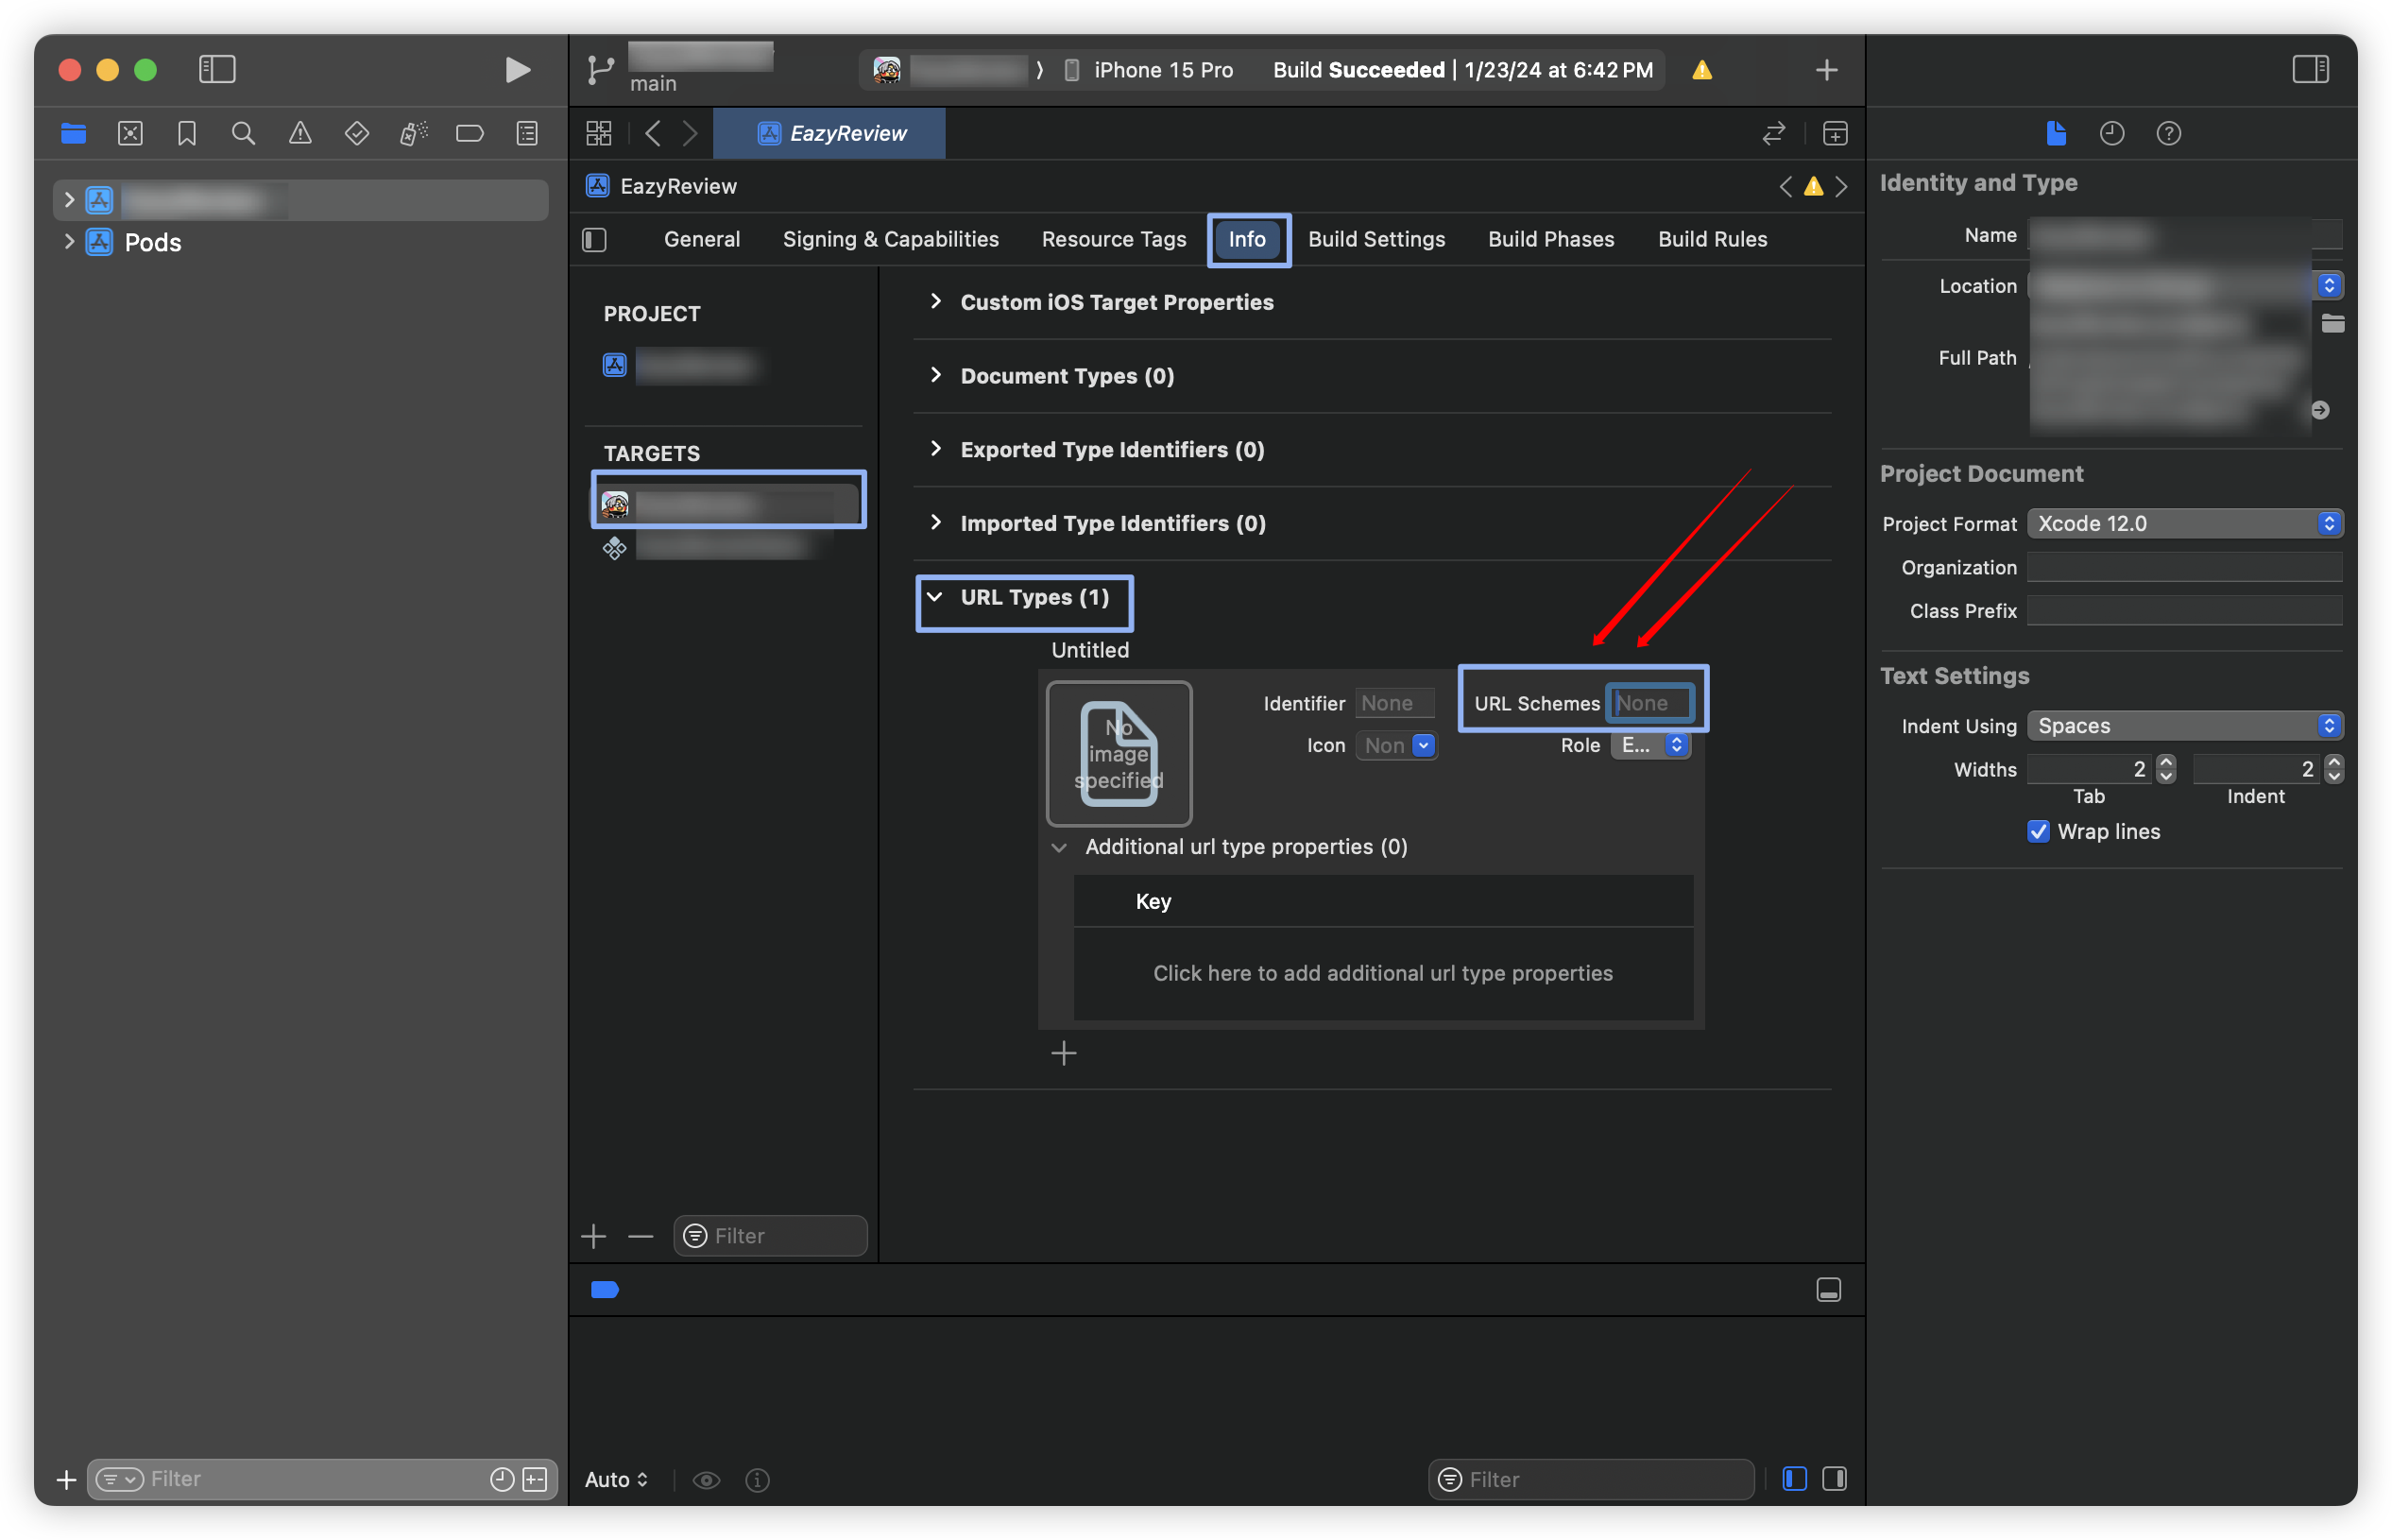 main
iPhone 15 Pro
Build Succeeded | 1/23/24 at 6:42 PM
EazyReview
EazyReview
General
Signing & Capabilities
Resource Tags
Info
Build Settings
Build Phases
Build Rules
Pods
PROJECT
TARGETS
Filter
Custom iOS Target Properties
Document Types (0)
Exported Type Identifiers (0)
Imported Type Identifiers (0)
URL Types (1)
Untitled
No
image
specified
Identifier None
URL Schemes None
Icon Non
Role E...
Additional url type properties (0)
Key
Click here to add additional url type properties
Filter
Auto
Filter
Identity and Type
Name
Location
Full Path
Project Document
Project Format Xcode 12.0
Organization
Class Prefix
Text Settings
Indent Using Spaces
Widths 2 2
Tab Indent
Wrap lines